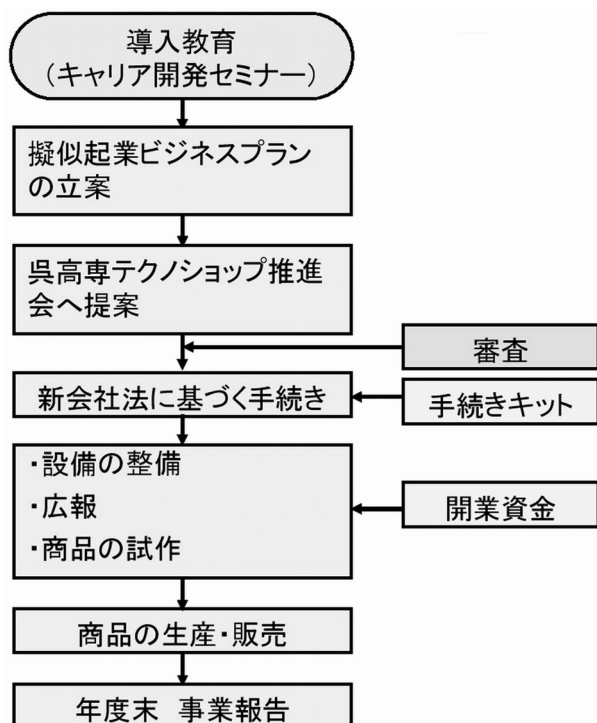 導入教育
(キャリア開発セミナー)
擬似起業ビジネスプラン
の立案
呉高専テクノショップ推進
会へ提案
審査
新会社法に基づく手続き
手続きキット
・設備の整備
・広報
・商品の試作
開業資金
商品の生産・販売
年度末 事業報告